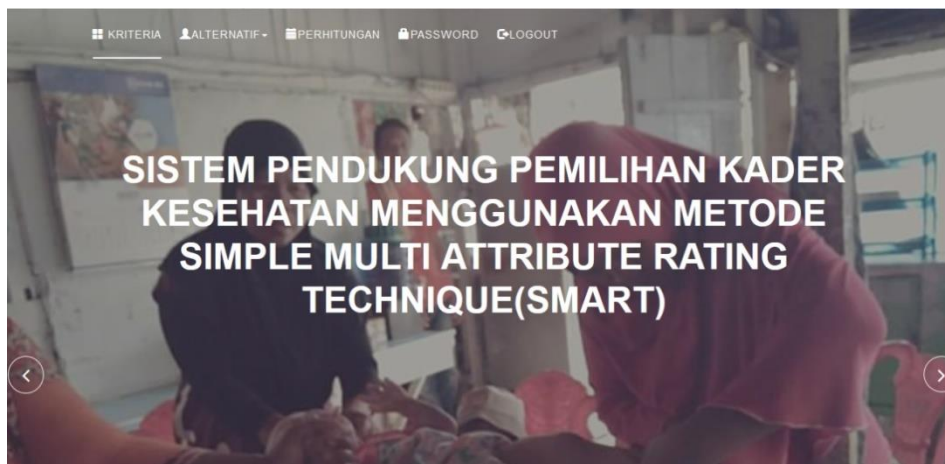 KRITERIA ALTERNATIF PERHITUNGAN PASSWORD LOGOUT
SISTEM PENDUKUNG PEMILIHAN KADER
KESEHATAN MENGGUNAKAN METODE
SIMPLE MULTI ATTRIBUTE RATING
TECHNIQUE(SMART)